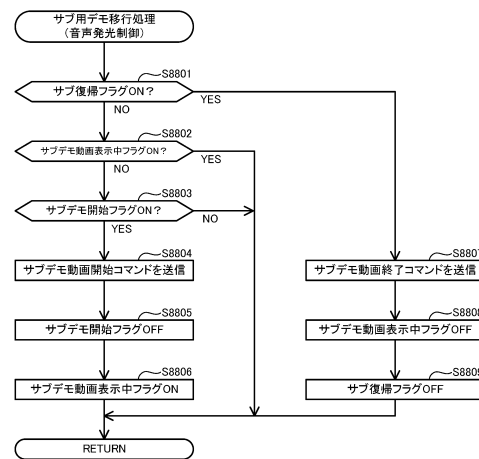 サブ用デモ移行処理
（音声発光制御）
S8801
サブ復帰フラグON？
YES
NO
S8802
サブデモ動画表示中フラグON？
YES
NO
S8803
サブデモ開始フラグON？
NO
YES
S8804
サブデモ動画開始コマンドを送信
S8805
サブデモ開始フラグOFF
S8806
サブデモ動画表示中フラグON
S8807
サブデモ動画終了コマンドを送信
S8808
サブデモ動画表示中フラグOFF
S8809
サブ復帰フラグOFF
RETURN